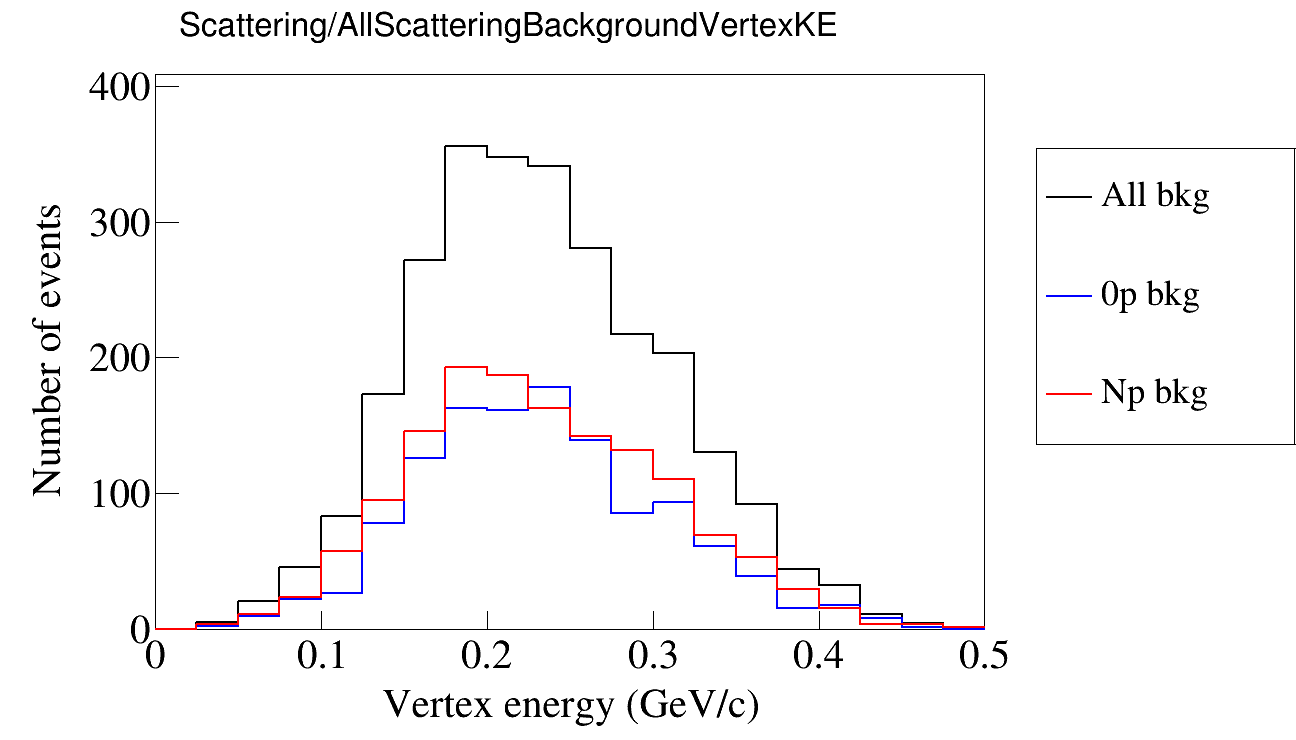 Scattering/AllScatteringBackgroundVertexKE
400
300
200
100
0
0 0.1 0.2 0.3 0.4 0.5
Number of events
Vertex energy (GeV/c)
All bkg
0p bkg
Np bkg